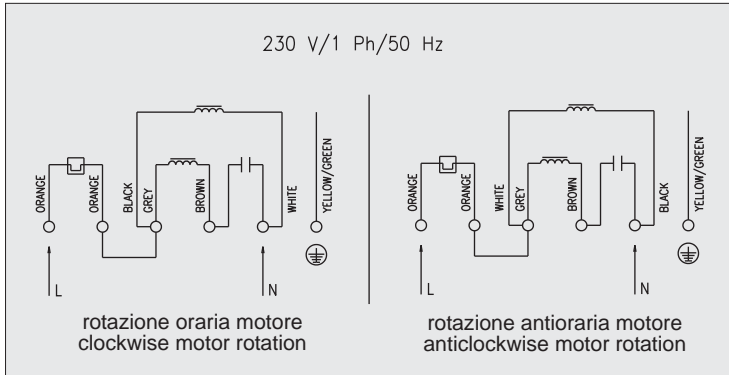 230 V/1 Ph/50 Hz
ORANGE
ORANGE
BLACK
GREY
BROWN
WHITE
YELLOW/GREEN
L
N
rotazione oraria motore
clockwise motor rotation
ORANGE
ORANGE
WHITE
GREY
BROWN
BLACK
YELLOW/GREEN
L
N
rotazione antioraria motore
anticlockwise motor rotation